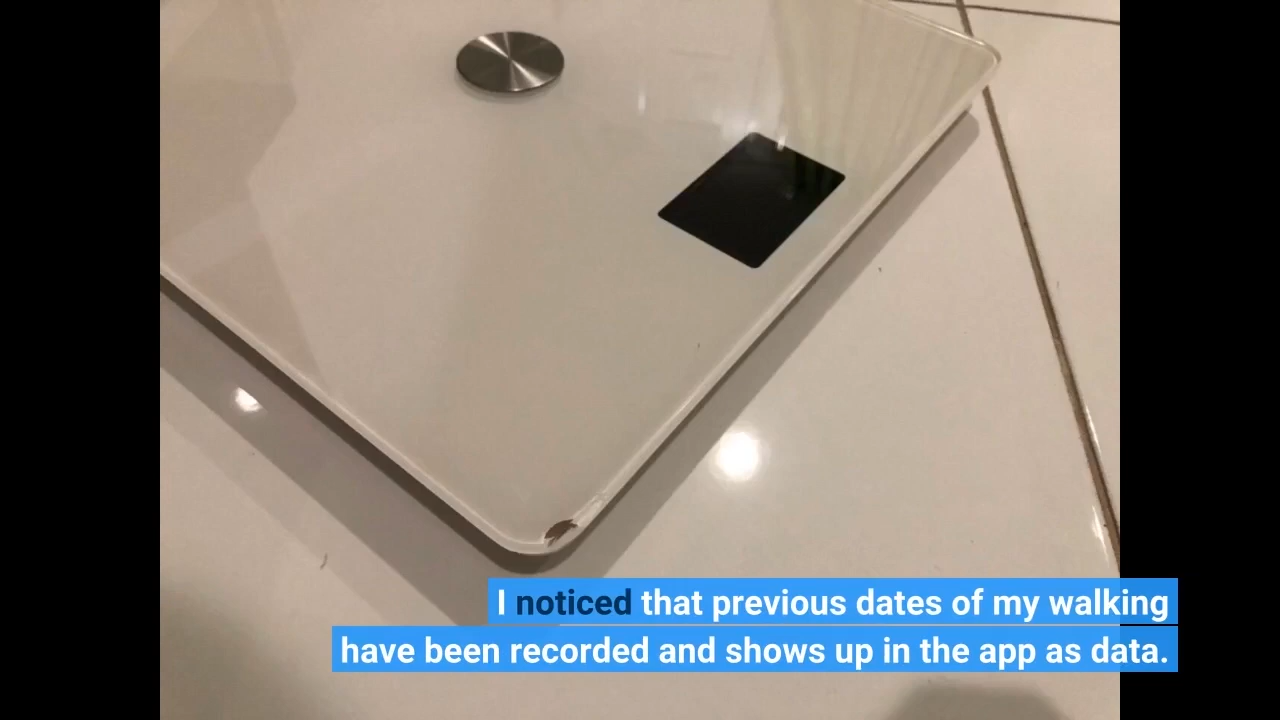 I noticed that previous dates of my walking
have been recorded and shows up in the app as data.